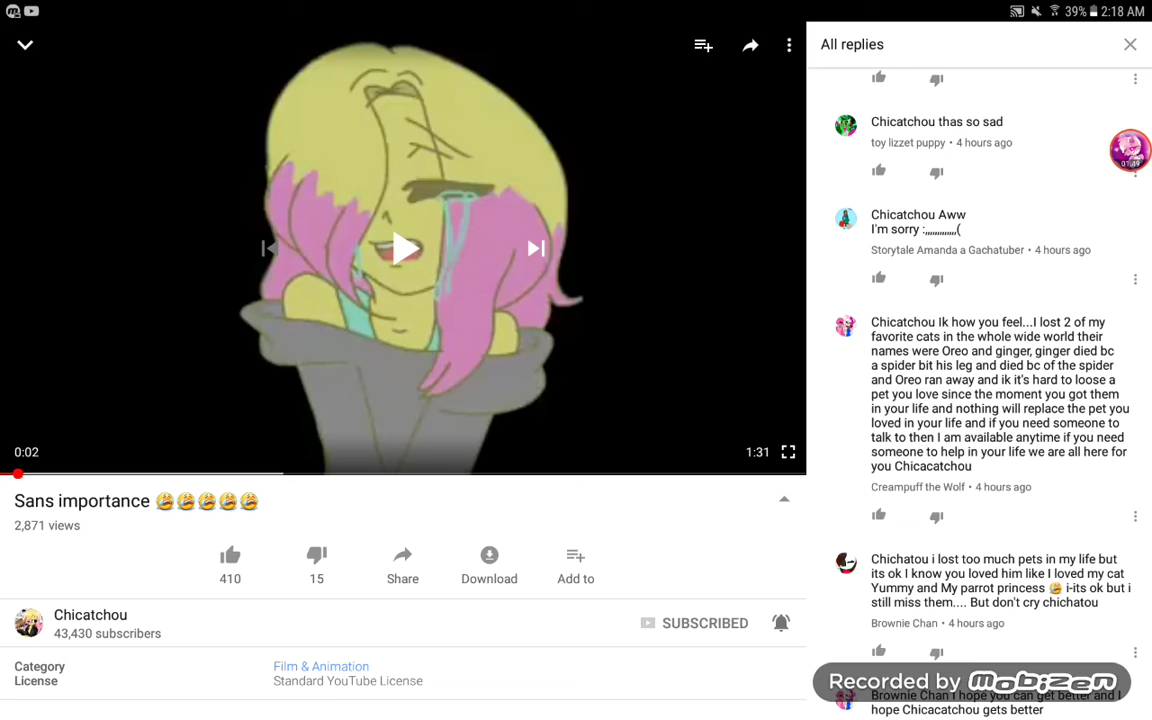 39% 2:18 AM
All replies
Chicatchou thas so sad
toy lizzet puppy • 4 hours ago
01:49
Chicatchou Aww
I'm sorry :,,,,,,,,,,,,,(
Storytale Amanda a Gachatuber • 4 hours ago
Chicatchou Ik how you feel...I lost 2 of my
favorite cats in the whole wide world their
names were Oreo and ginger, ginger died bc
a spider bit his leg and died bc of the spider
and Oreo ran away and ik it's hard to loose a
pet you love since the moment you got them
in your life and nothing will replace the pet you
loved in your life and if you need someone to
talk to then I am available anytime if you need
someone to help in your life we are all here for
you Chicacatchou
Creampuff the Wolf • 4 hours ago
Chichatou i lost too much pets in my life but
its ok I know you loved him like I loved my cat
Yummy and My parrot princess 😭 i-its ok but i
still miss them.... But don't cry chichatou
Brownie Chan • 4 hours ago
Recorded by mobizen
Brownie Chan I hope you can get better and I
hope Chicacatchou gets better
0:02
1:31
Sans importance 😭😭😭😭😭
2,871 views
410
15
Share
Download
Add to
Chicatchou
43,430 subscribers
SUBSCRIBED
Category
Film & Animation
License
Standard YouTube License